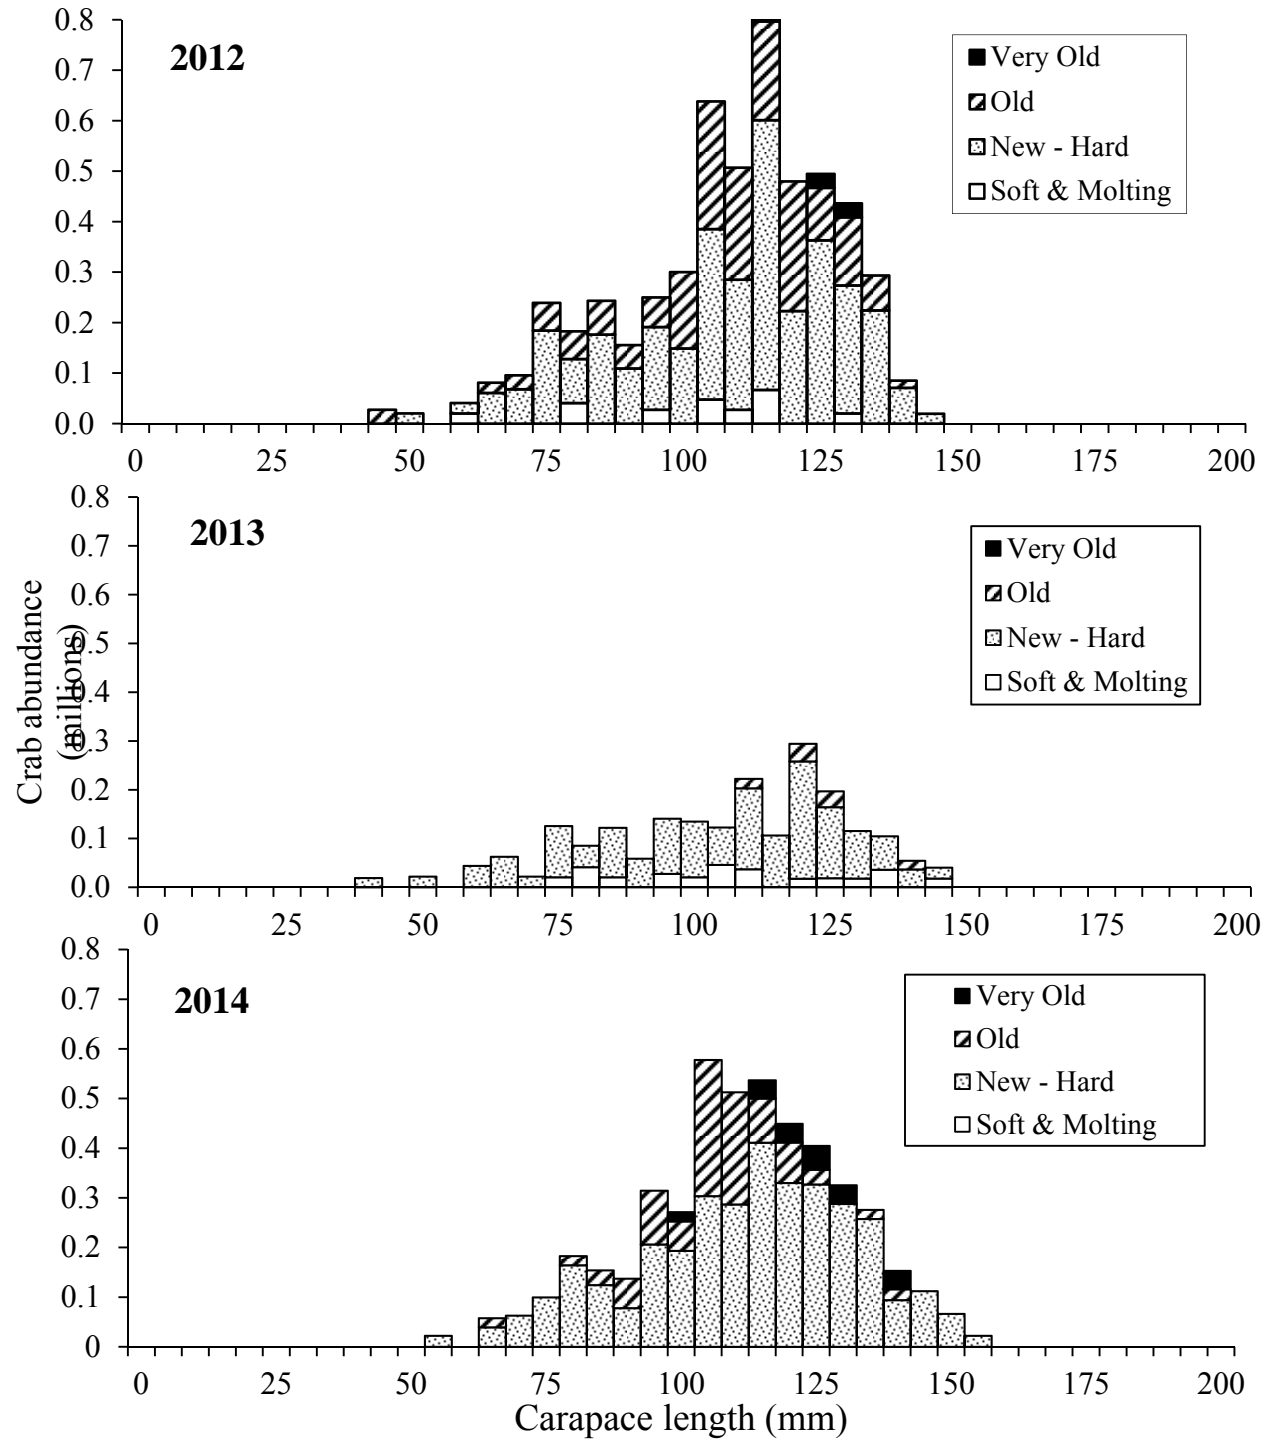 0.8
0.7
0.6
0.5
0.4
0.3
0.2
0.1
0.0
2012
Very Old
Old
New - Hard
Soft & Molting
0 25 50 75 100 125 150 175 200
0.8
0.7
0.6
0.5
0.4
0.3
0.2
0.1
0.0
2013
Very Old
Old
New - Hard
Soft & Molting
Crab abundance
(millions)
0 25 50 75 100 125 150 175 200
0.8
0.7
0.6
0.5
0.4
0.3
0.2
0.1
0
2014
Very Old
Old
New - Hard
Soft & Molting
0 25 50 75 100 125 150 175 200
Carapace length (mm)